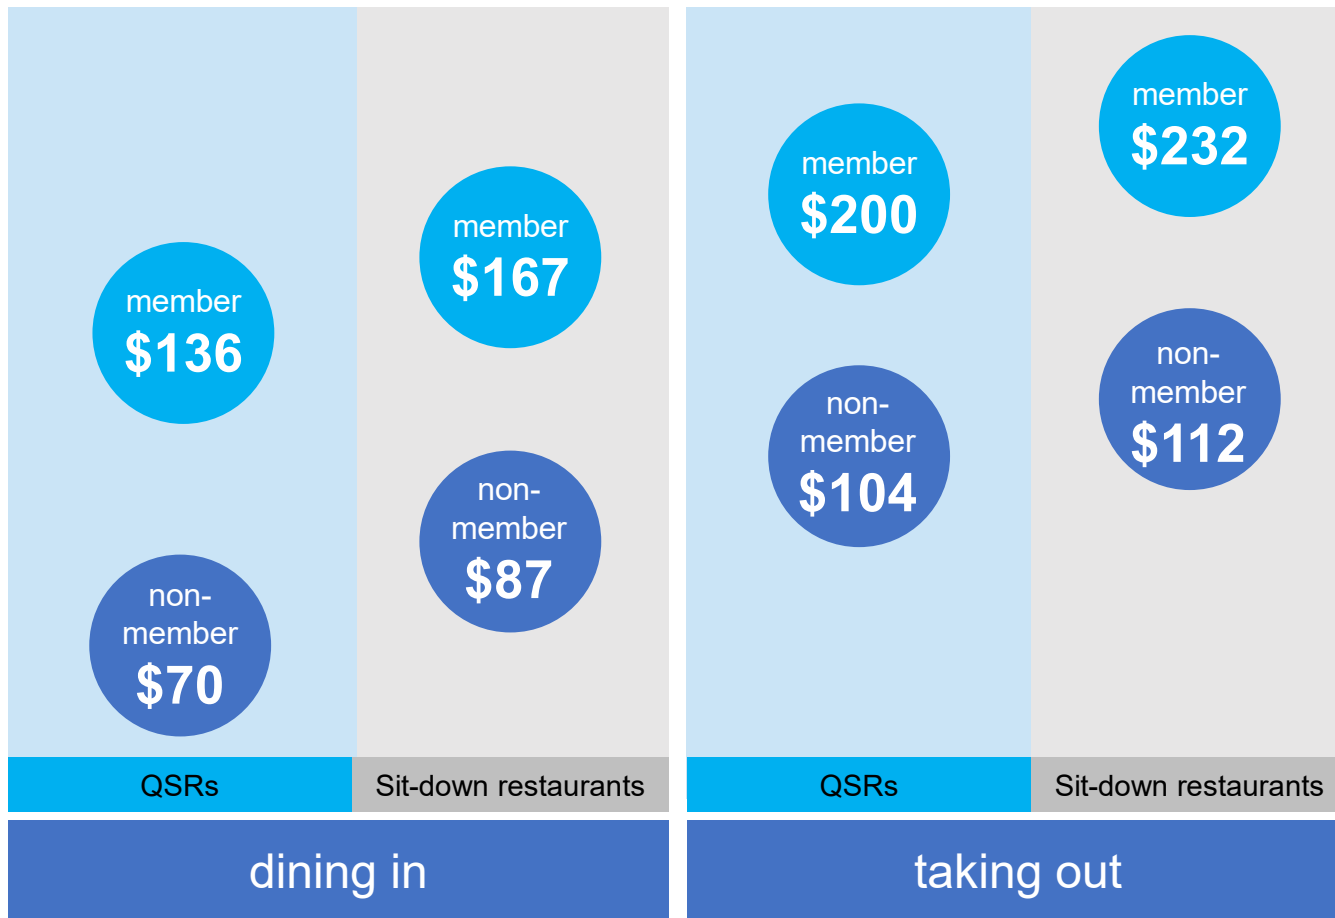 member
$136
non-
member
$70
member
$167
non-
member
$87
QSRs
Sit-down restaurants
dining in
member
$200
non-
member
$104
member
$232
non-
member
$112
QSRs
Sit-down restaurants
taking out